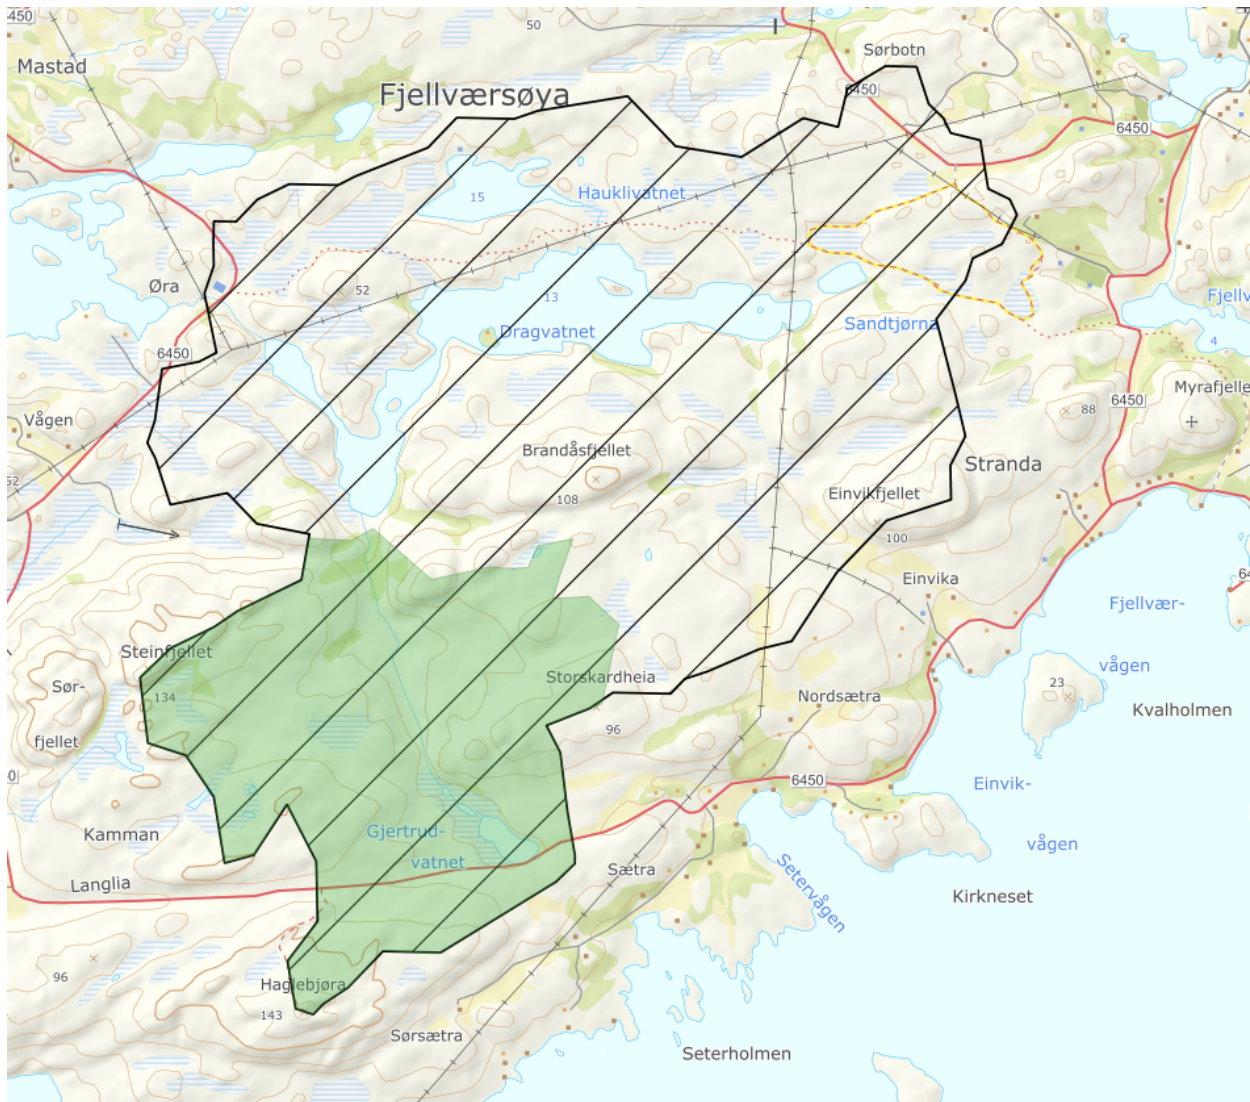 6450
50
Sørbotn
Mastad
Fjellværsøya
6450
6450
Hauklivatnet
15
Øra
52
13
Fjellv
Dragvatnet
Sandtjørna
4
6450
Myrafjelle
6450
88
Vågen
Brandåsfjellet
Stranda
52
Einvikfjellet
108
100
Einvika
64
Fjellvær-
vågen
Steinfjellet
Storskardheia
Sør-
fjellet
134
23
Nordsætra
Kvalholmen
96
6450
Einvik-
vågen
Kamman
Gjertrud-
vatnet
Sætra
Langlia
Setervågen
Kirkneset
96
Haglebjøra
143
Sørsætra
Seterholmen